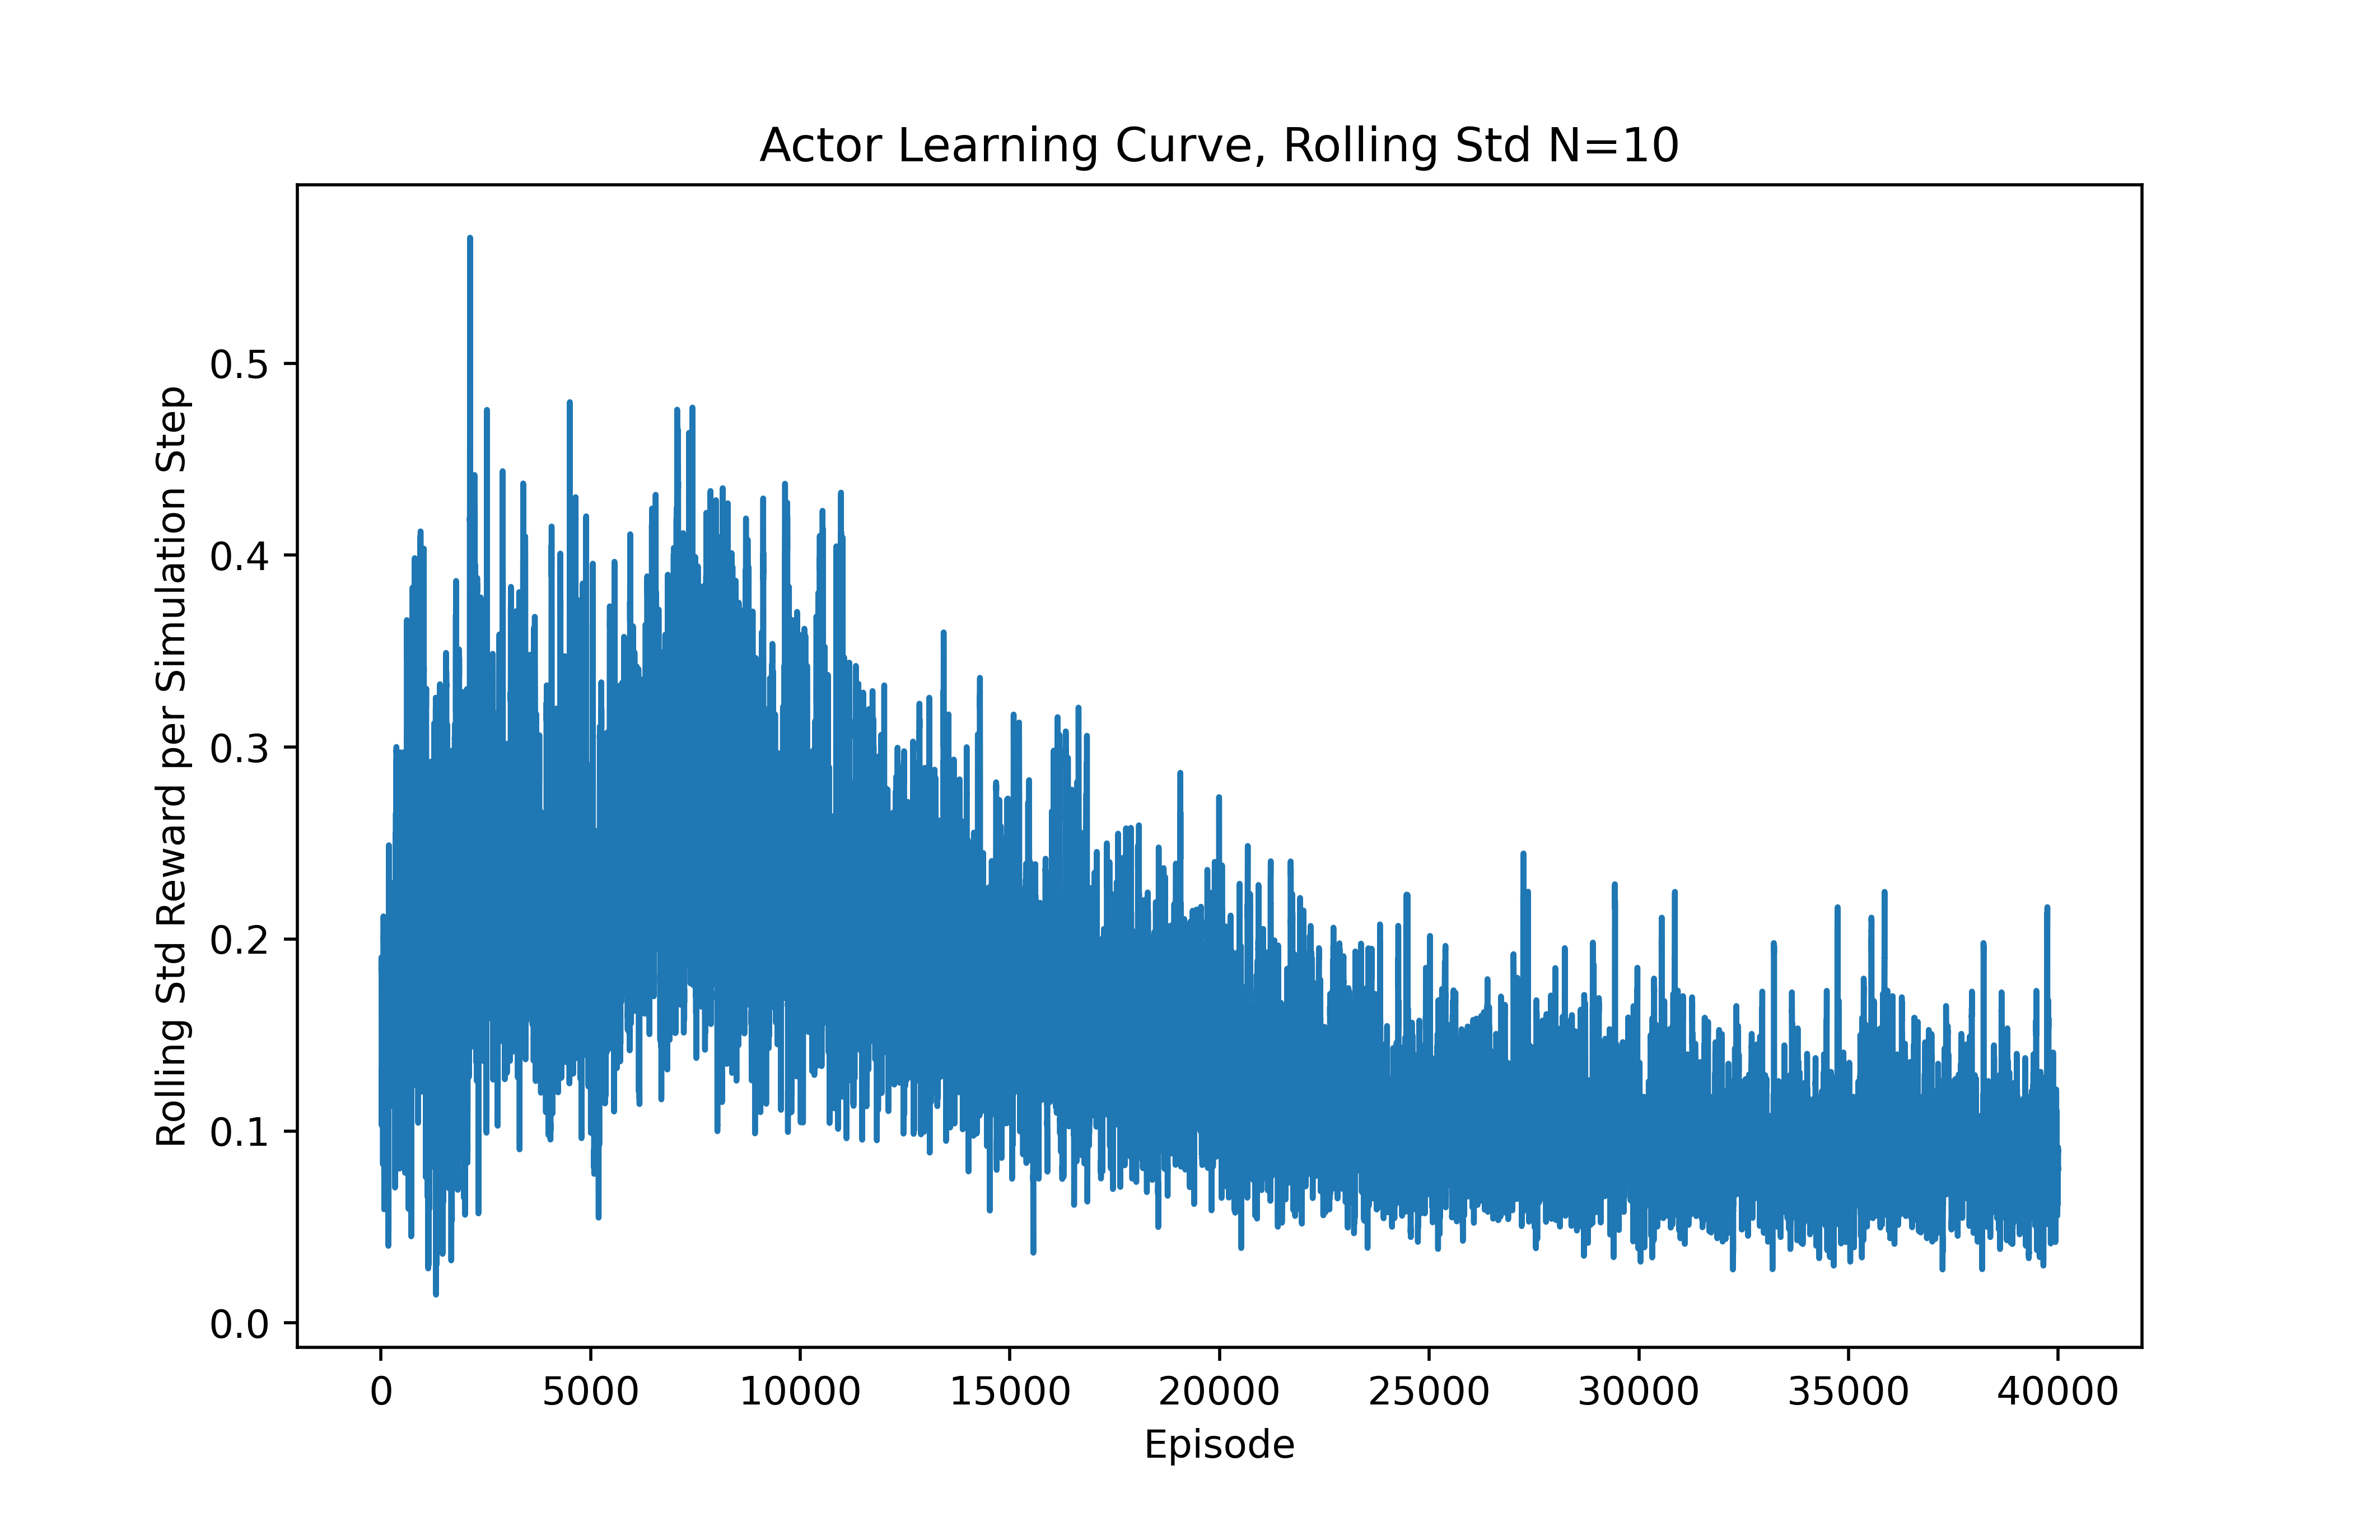 Actor Learning Curve, Rolling Std N=10
Rolling Std Reward per Simulation Step
0.5
0.4
0.3
0.2
0.1
0.0
0 5000 10000 15000 20000 25000 30000 35000 40000
Episode